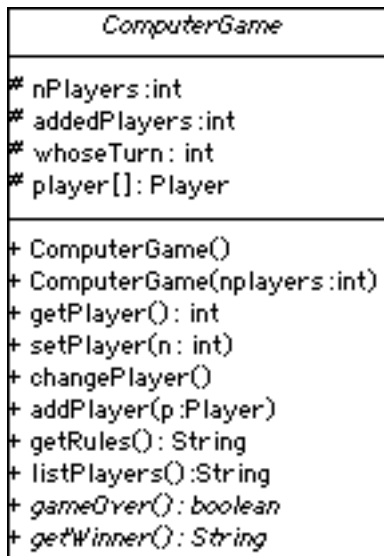 ComputerGame
# nPlayers :int
# addedPlayers :int
# whoseTurn : int
# player[] : Player
+ ComputerGame()
+ ComputerGame(nplayers :int)
+ getPlayer() : int
+ setPlayer(n : int)
+ changePlayer()
+ addPlayer(p :Player)
+ getRules() : String
+ listPlayers() :String
+ gameOver() : boolean
+ getWinner() : String